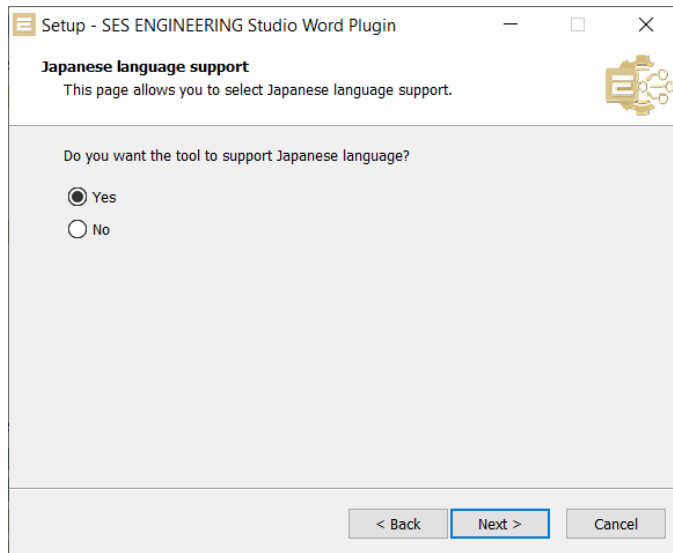 Setup - SES ENGINEERING Studio Word Plugin
Japanese language support
This page allows you to select Japanese language support.
Do you want the tool to support Japanese language?
Yes
No
< Back
Next >
Cancel